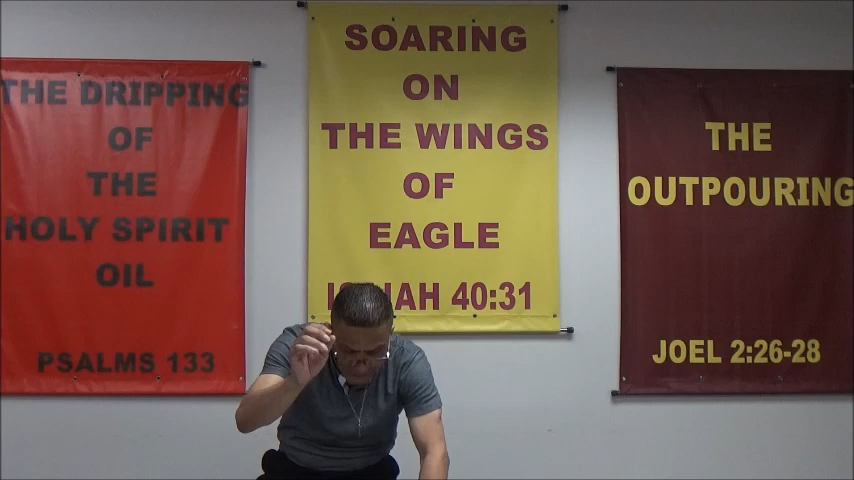 THE DRIPPING
OF
THE
HOLY SPIRIT
OIL
PSALMS 133
SOARING
ON
THE WINGS
OF
EAGLE
40:31
THE
OUTPOURING
JOEL 2:26-28